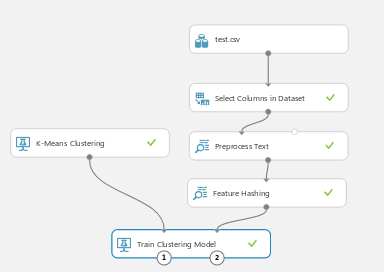 test.csv
Select Columns in Dataset
K-Means Clustering
Preprocess Text
Feature Hashing
Train Clustering Model
1
2